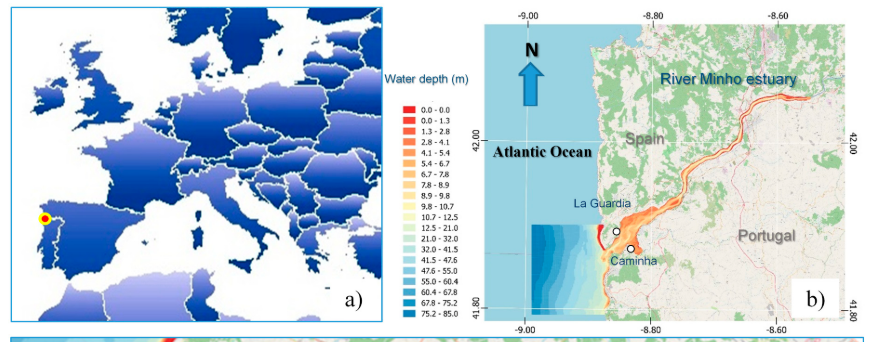 a)
Water depth (m)
0.0 - 0.0
0.0 - 1.3
1.3 - 2.8
2.8 - 4.1
4.1 - 5.4
5.4 - 6.7
6.7 - 7.8
7.8 - 8.9
8.9 - 9.8
9.8 - 10.7
10.7 - 12.5
12.5 - 21.0
21.0 - 32.0
32.0 - 41.5
41.5 - 47.6
47.6 - 55.0
55.0 - 60.4
60.4 - 67.8
67.8 - 75.2
75.2 - 85.0
-9.00 -8.80 -8.60
N
River Minho estuary
42.00
Spain
42.00
Atlantic Ocean
La Guardia
Portugal
Caminha
41.80
b)
41.80
-9.00 -8.80 -8.60